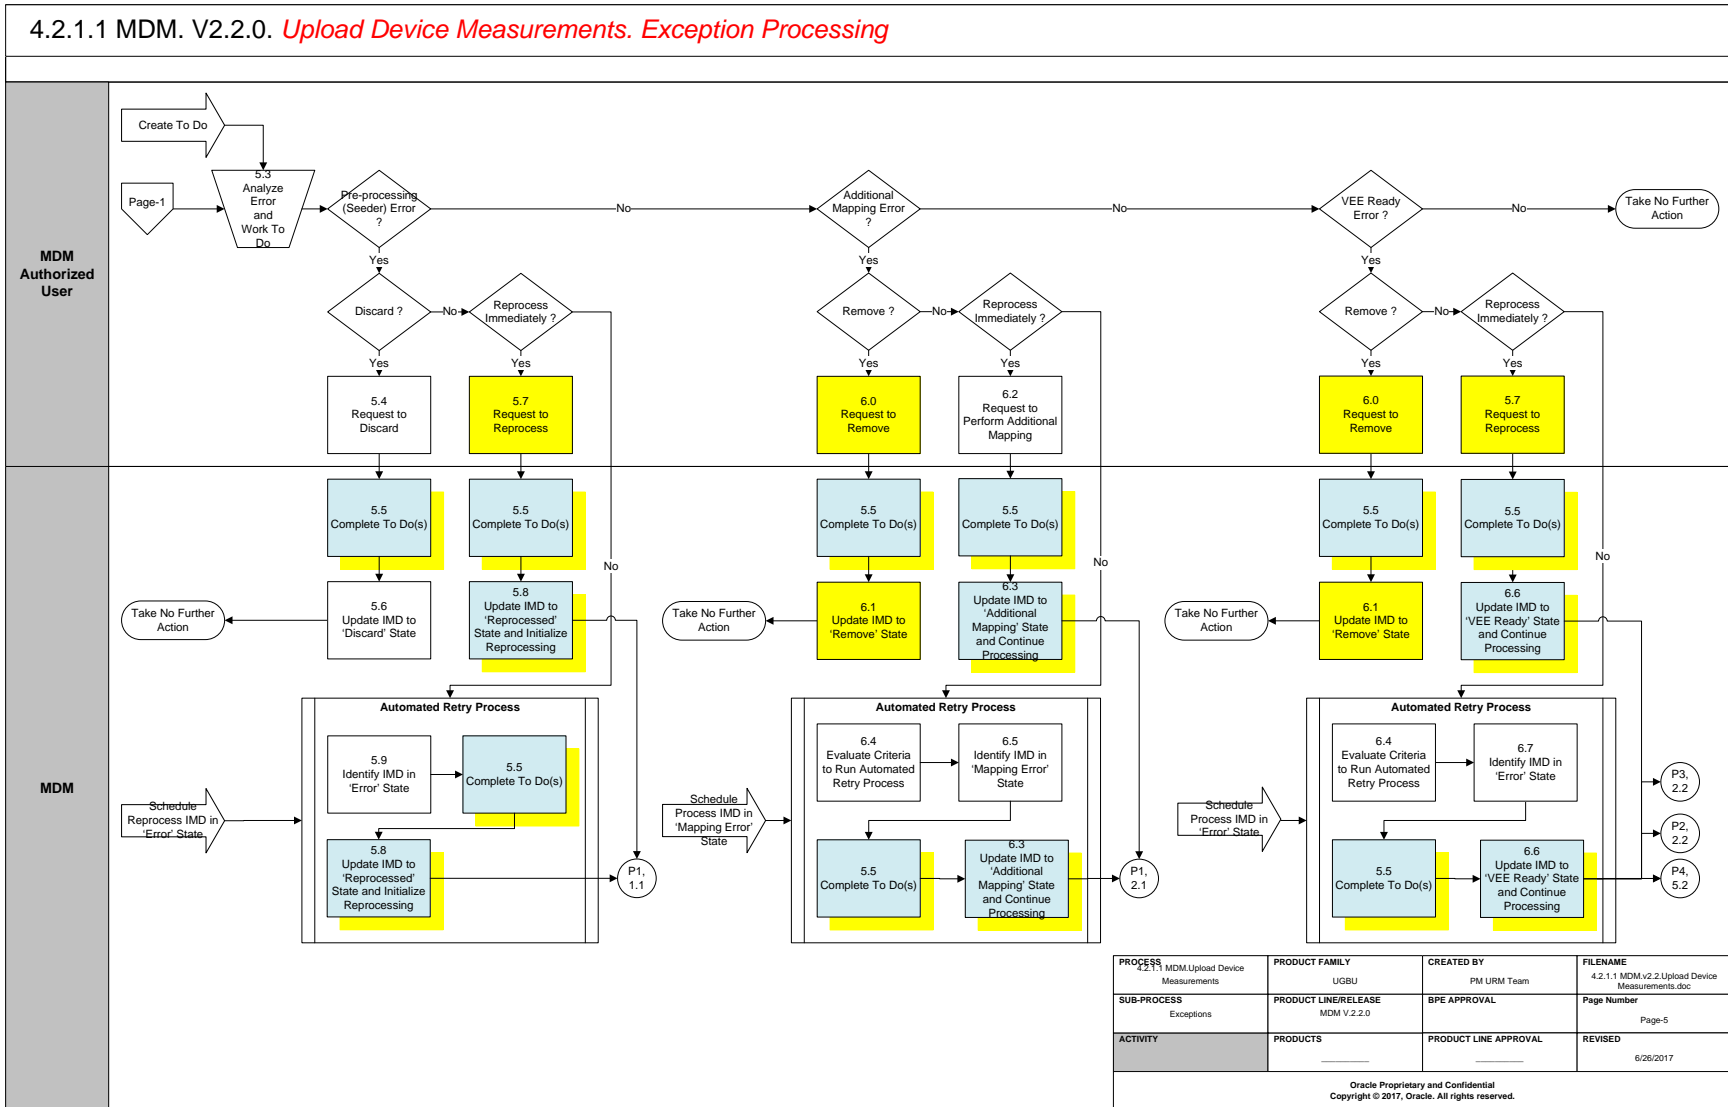 4.2.1.1 MDM. V2.2.0. Upload Device Measurements. Exception Processing
MDM
Authorized
User
Create To Do
Page-1
5.3
Analyze
Error
and
Work To
Do
Pre-processing
(Seeder) Error
?
No
Additional
Mapping Error
?
No
VEE Ready
Error ?
No
Take No Further
Action
Yes
Yes
Yes
Discard ?
No
Reprocess
Immediately ?
Remove ?
No
Reprocess
Immediately ?
Remove ?
No
Reprocess
Immediately ?
Yes
Yes
Yes
Yes
Yes
Yes
5.4
Request to
Discard
5.7
Request to
Reprocess
6.0
Request to
Remove
6.2
Request to
Perform Additional
Mapping
6.0
Request to
Remove
5.7
Request to
Reprocess
MDM
5.5
Complete To Do(s)
5.5
Complete To Do(s)
No
5.5
Complete To Do(s)
5.5
Complete To Do(s)
No
5.5
Complete To Do(s)
5.5
Complete To Do(s)
No
Take No Further
Action
5.6
Update IMD to
‘Discard’ State
5.8
Update IMD to
‘Reprocessed’
State and Initialize
Reprocessing
Take No Further
Action
6.1
Update IMD to
‘Remove’ State
6.3
Update IMD to
‘Additional
Mapping’ State
and Continue
Processing
Take No Further
Action
6.1
Update IMD to
‘Remove’ State
6.6
Update IMD to
‘VEE Ready’ State
and Continue
Processing
Automated Retry Process
Schedule
Reprocess IMD in
‘Error’ State
5.9
Identify IMD in
‘Error’ State
5.5
Complete To Do(s)
5.8
Update IMD to
‘Reprocessed’
State and Initialize
Reprocessing
P1,
1.1
Automated Retry Process
Schedule
Process IMD in
‘Mapping Error’
State
6.4
Evaluate Criteria
to Run Automated
Retry Process
6.5
Identify IMD in
‘Mapping Error’
State
5.5
Complete To Do(s)
6.3
Update IMD to
‘Additional
Mapping’ State
and Continue
Processing
P1,
2.1
Automated Retry Process
Schedule
Process IMD in
‘Error’ State
6.4
Evaluate Criteria
to Run Automated
Retry Process
6.7
Identify IMD in
‘Error’ State
5.5
Complete To Do(s)
6.6
Update IMD to
‘VEE Ready’ State
and Continue
Processing
P3,
2.2
P2,
2.2
P4,
5.2
PROCESS
4.2.1.1 MDM.Upload Device
Measurements
PRODUCT FAMILY
UGBU
CREATED BY
PM URM Team
FILENAME
4.2.1.1 MDM.v2.2.Upload Device
Measurements.doc
SUB-PROCESS
Exceptions
PRODUCT LINE/RELEASE
MDM V.2.2.0
BPE APPROVAL
Page Number
Page-5
ACTIVITY
PRODUCTS
PRODUCT LINE APPROVAL
REVISED
6/26/2017
Oracle Proprietary and Confidential
Copyright © 2017, Oracle. All rights reserved.